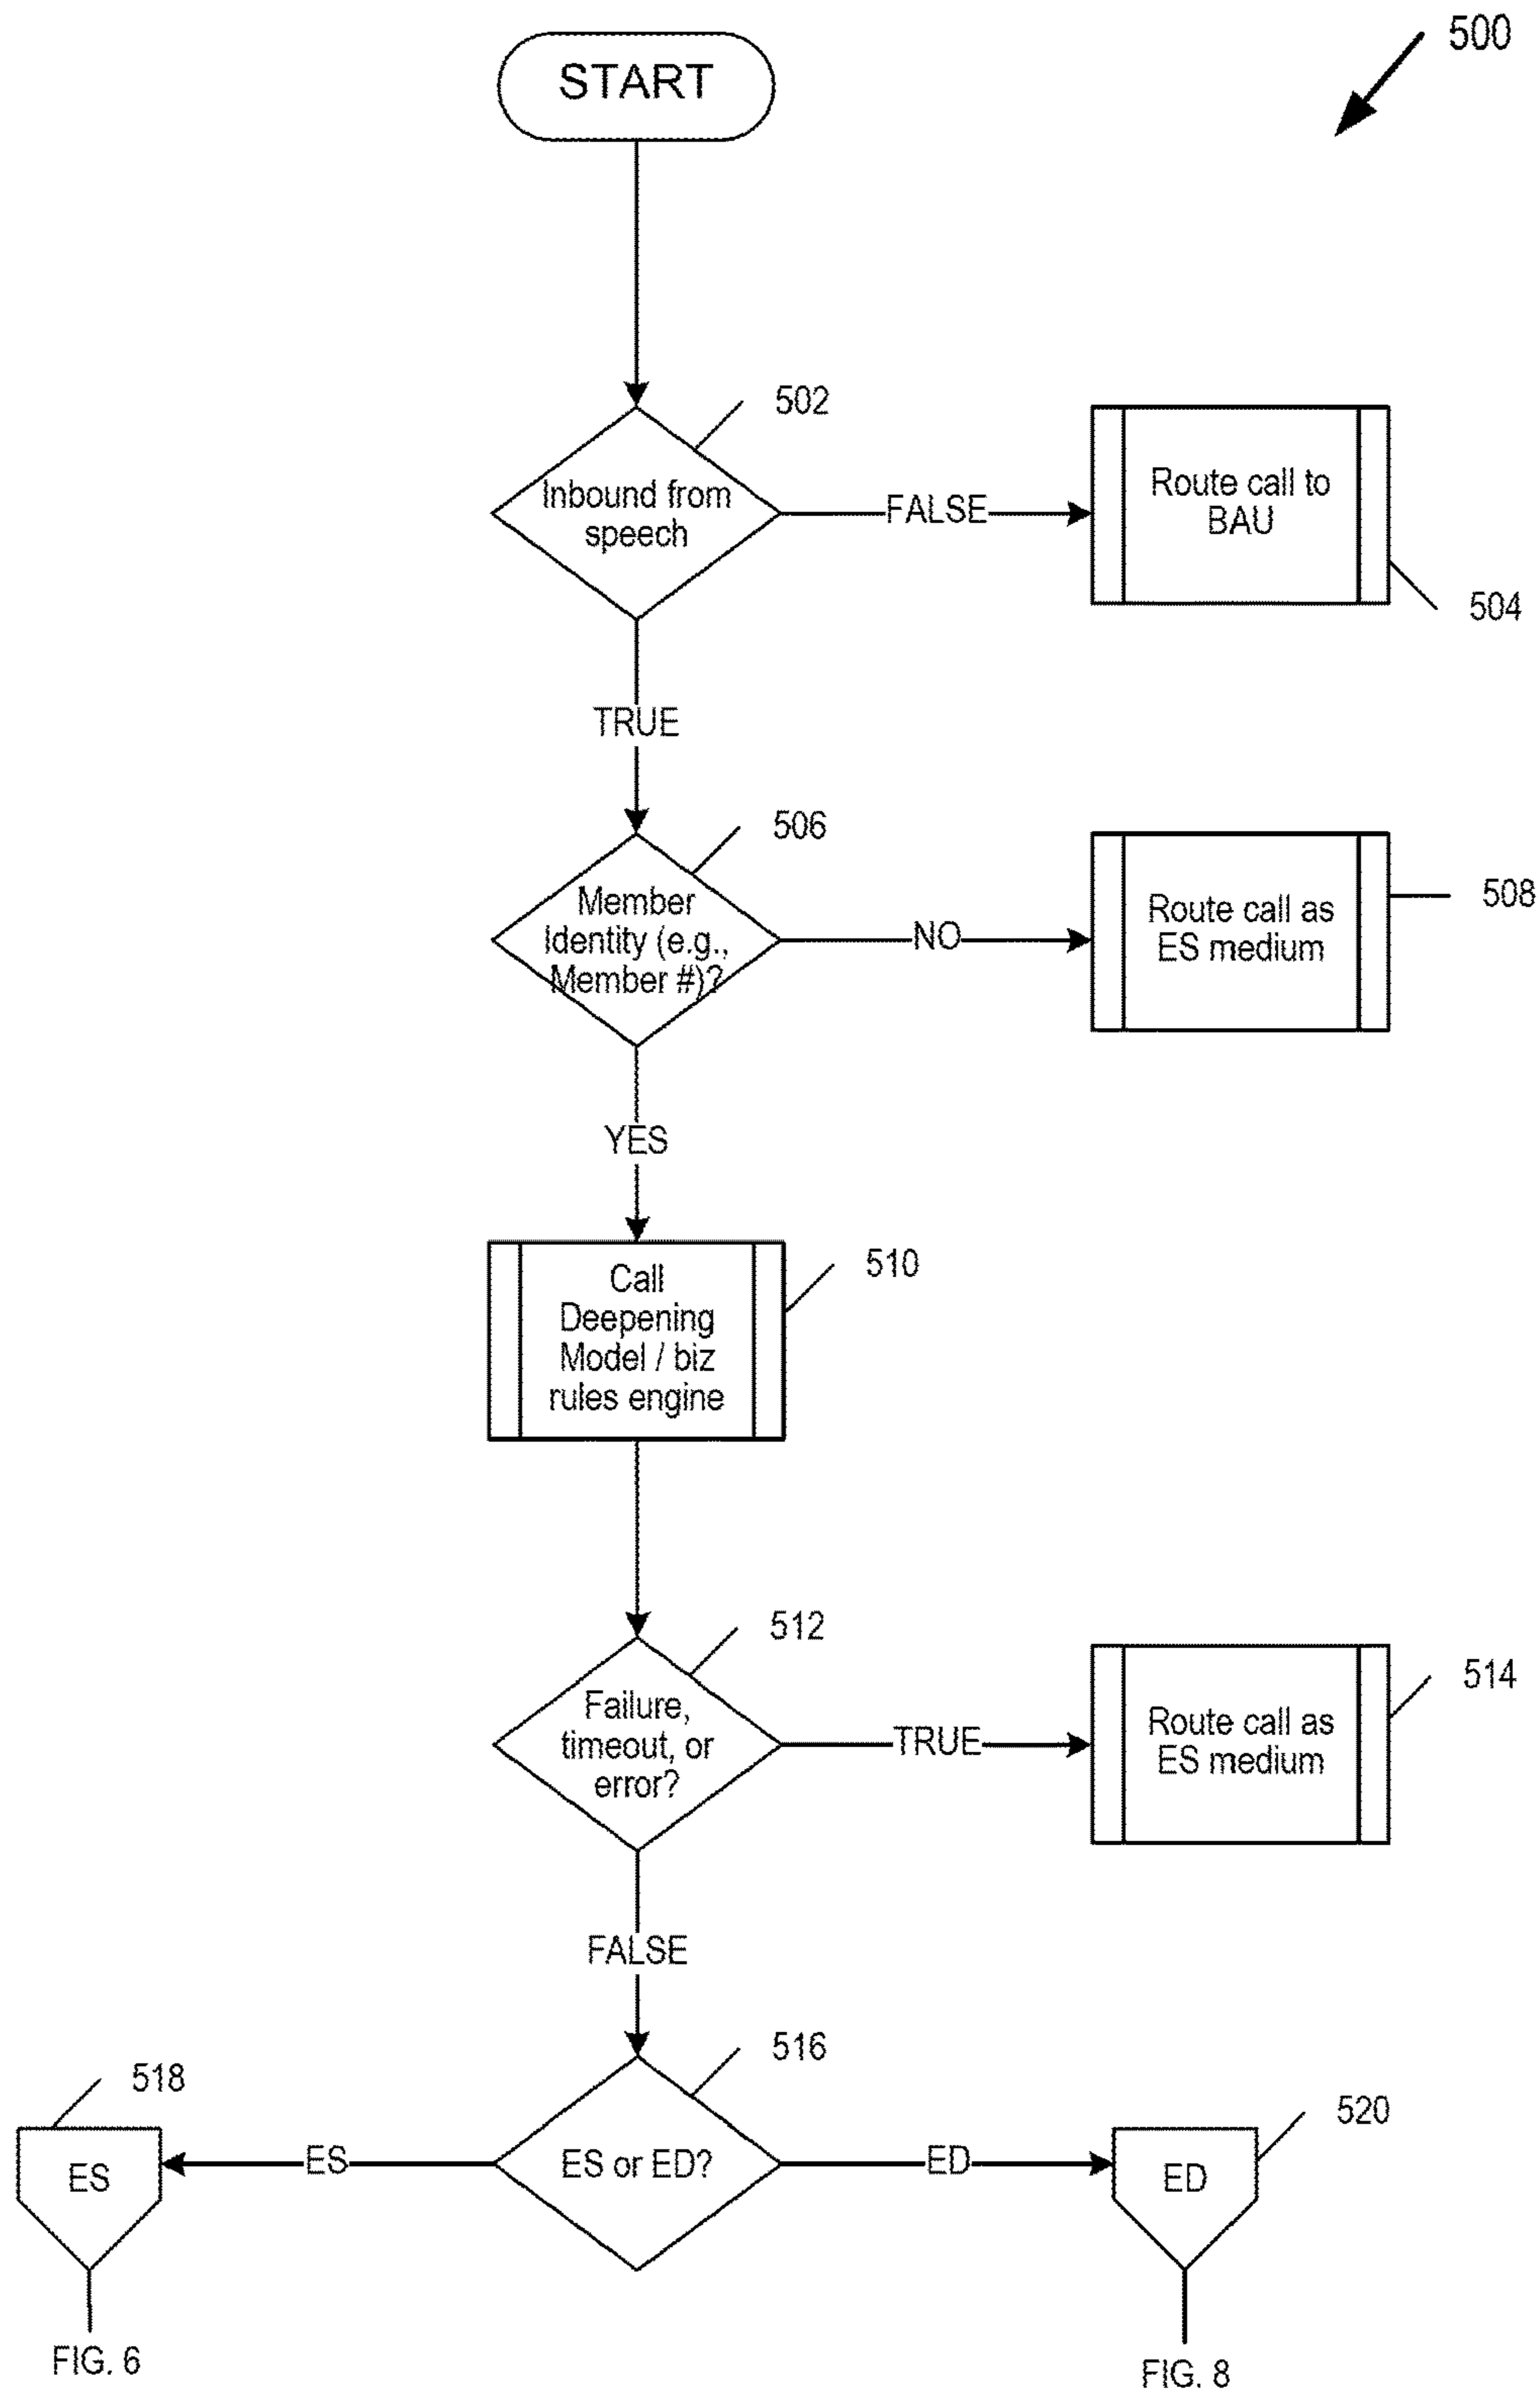 500
START
502
Inbound from
speech
FALSE
Route call to
BAU
504
TRUE
506
Member
Identity (e.g.,
Member #)?
NO
Route call as
ES medium
508
YES
510
Call
Deepening
Model / biz
rules engine
512
Failure,
timeout, or
error?
TRUE
Route call as
ES medium
514
FALSE
516
518
ES
ES
ES or ED?
ED
ED
520
FIG. 6
FIG. 8